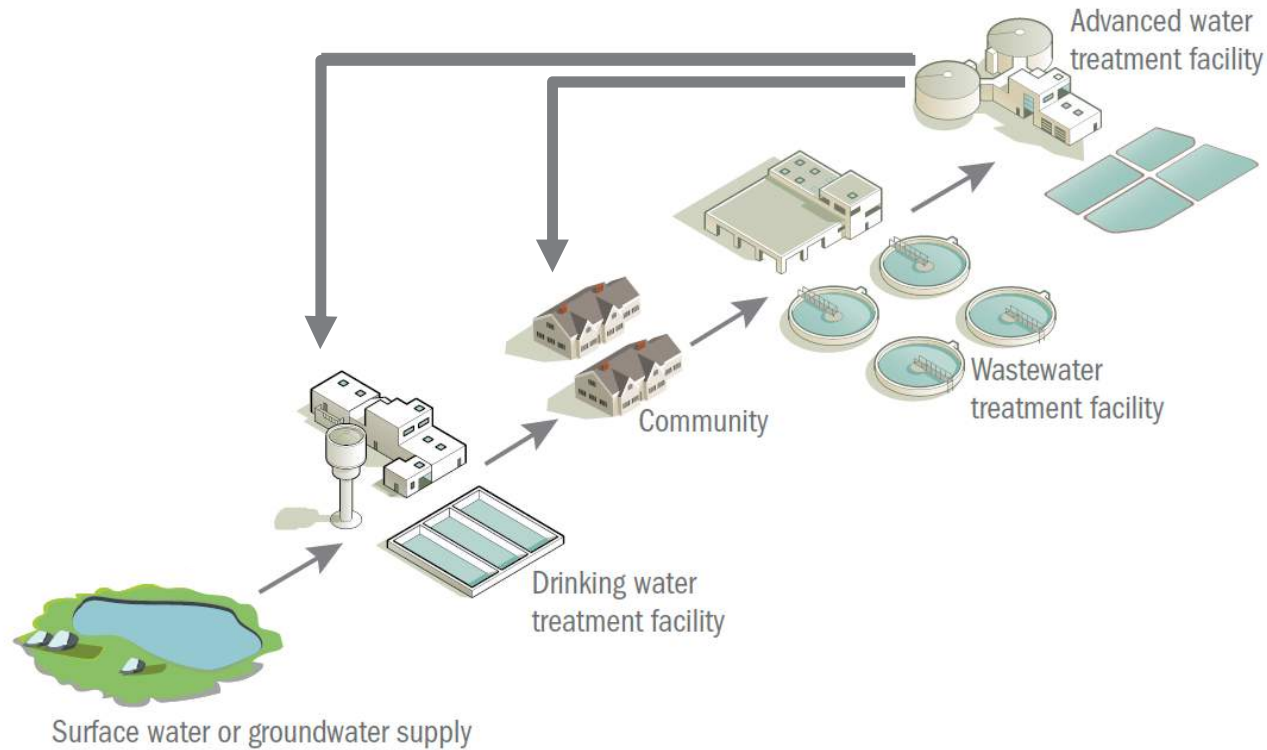 Advanced water
treatment facility
Wastewater
treatment facility
Community
Drinking water
treatment facility
Surface water or groundwater supply